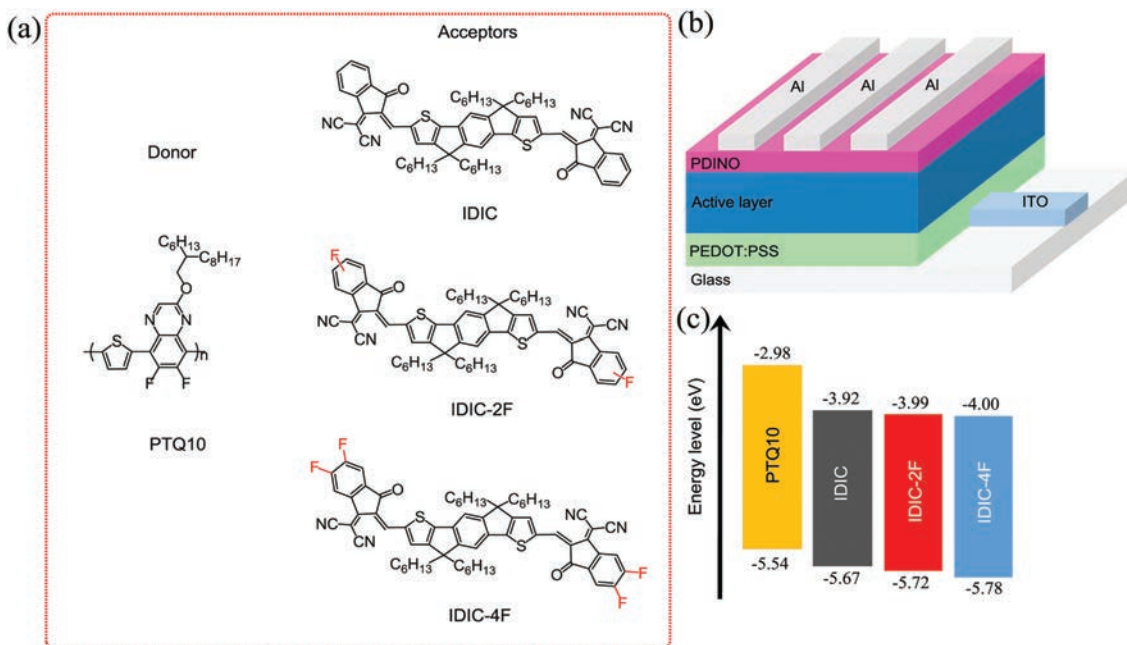 (a)
Donor
C6H13
C8H17
O
N
N
S
n
F
F
PTQ10
Acceptors
O
C6H13
C6H13
NC
CN
S
S
NC
CN
C6H13
C6H13
O
IDIC
F
O
C6H13
C6H13
NC
CN
S
S
NC
CN
C6H13
C6H13
O
F
IDIC-2F
F
F
O
C6H13
C6H13
NC
CN
S
S
NC
CN
C6H13
C6H13
O
F
F
IDIC-4F
(b)
Al
Al
Al
PDINO
Active layer
ITO
PEDOT:PSS
Glass
(c)
Energy level (eV)
-2.98
-3.92
-3.99
-4.00
PTQ10
IDIC
IDIC-2F
IDIC-4F
-5.54
-5.67
-5.72
-5.78